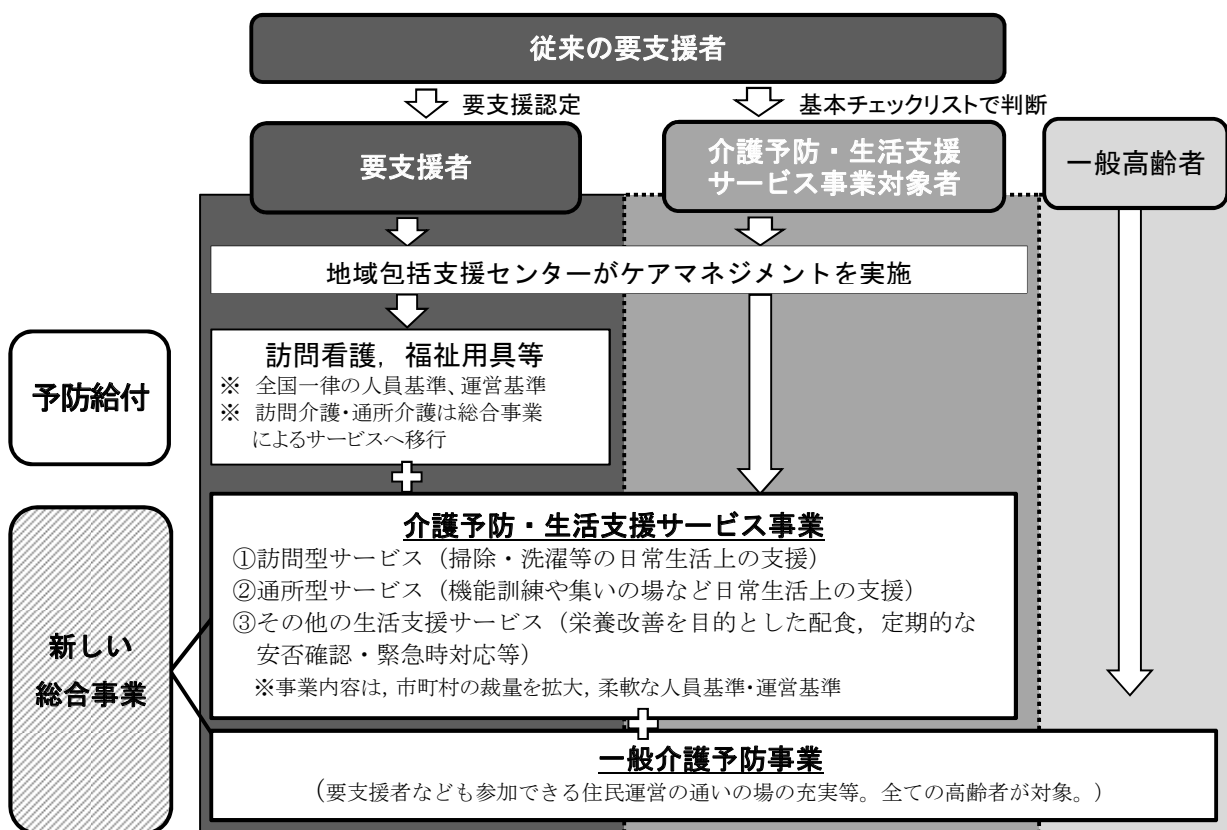 従来の要支援者
要支援認定
基本チェックリストで判断
要支援者
介護予防・生活支援
サービス事業対象者
一般高齢者
地域包括支援センターがケアマネジメントを実施
予防給付
訪問看護，福祉用具等
※ 全国一律の人員基準、運営基準
※ 訪問介護・通所介護は総合事業
によるサービスへ移行
新しい
総合事業
介護予防・生活支援サービス事業
①訪問型サービス（掃除・洗濯等の日常生活上の支援）
②通所型サービス（機能訓練や集いの場など日常生活上の支援）
③その他の生活支援サービス（栄養改善を目的とした配食，定期的な
安否確認・緊急時対応等）
※事業内容は，市町村の裁量を拡大，柔軟な人員基準・運営基準
一般介護予防事業
（要支援者なども参加できる住民運営の通いの場の充実等。全ての高齢者が対象。）